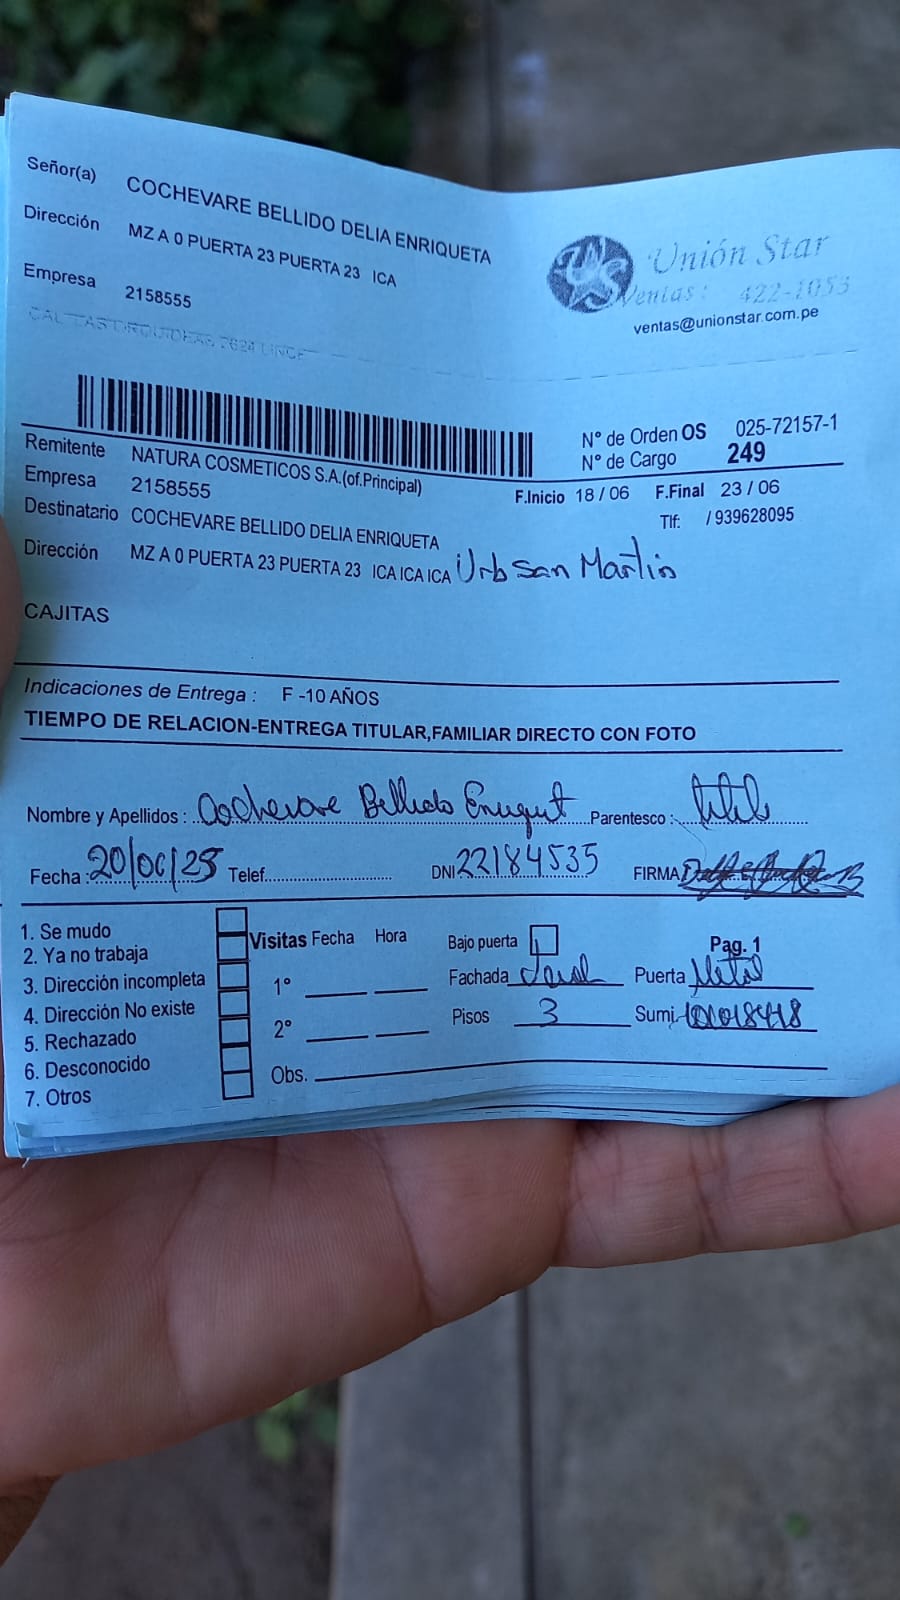 Señor(a) COCHEVARE BELLIDO DELIA ENRIQUETA
Dirección MZ A 0 PUERTA 23 PUERTA 23 ICA
Empresa 2158555
Unión Star
Ventas: 422-1053
ventas@unionstar.com.pe
2624 LINCE
N° de Orden OS 025-72157-1
N° de Cargo 249
Remitente NATURA COSMETICOS S.A.(of.Principal)
Empresa 2158555
F.Inicio 18 / 06 F.Final 23 / 06
Destinatario COCHEVARE BELLIDO DELIA ENRIQUETA
Tlf: / 939628095
Dirección MZ A 0 PUERTA 23 PUERTA 23 ICA ICA ICA Urb San Martin
CAJITAS
Indicaciones de Entrega : F -10 AÑOS
TIEMPO DE RELACION-ENTREGA TITULAR,FAMILIAR DIRECTO CON FOTO
Nombre y Apellidos : Cochevare Bellido Parentesco :
Fecha : 20/06/25 Telef. DNI 22184535 FIRMA
1. Se mudo
2. Ya no trabaja
3. Dirección incompleta
4. Dirección No existe
5. Rechazado
6. Desconocido
7. Otros
Visitas Fecha Hora
1°
2°
Obs.
Bajo puerta
Pag. 1
Fachada Puerta Metal
Pisos 3 Sumi.